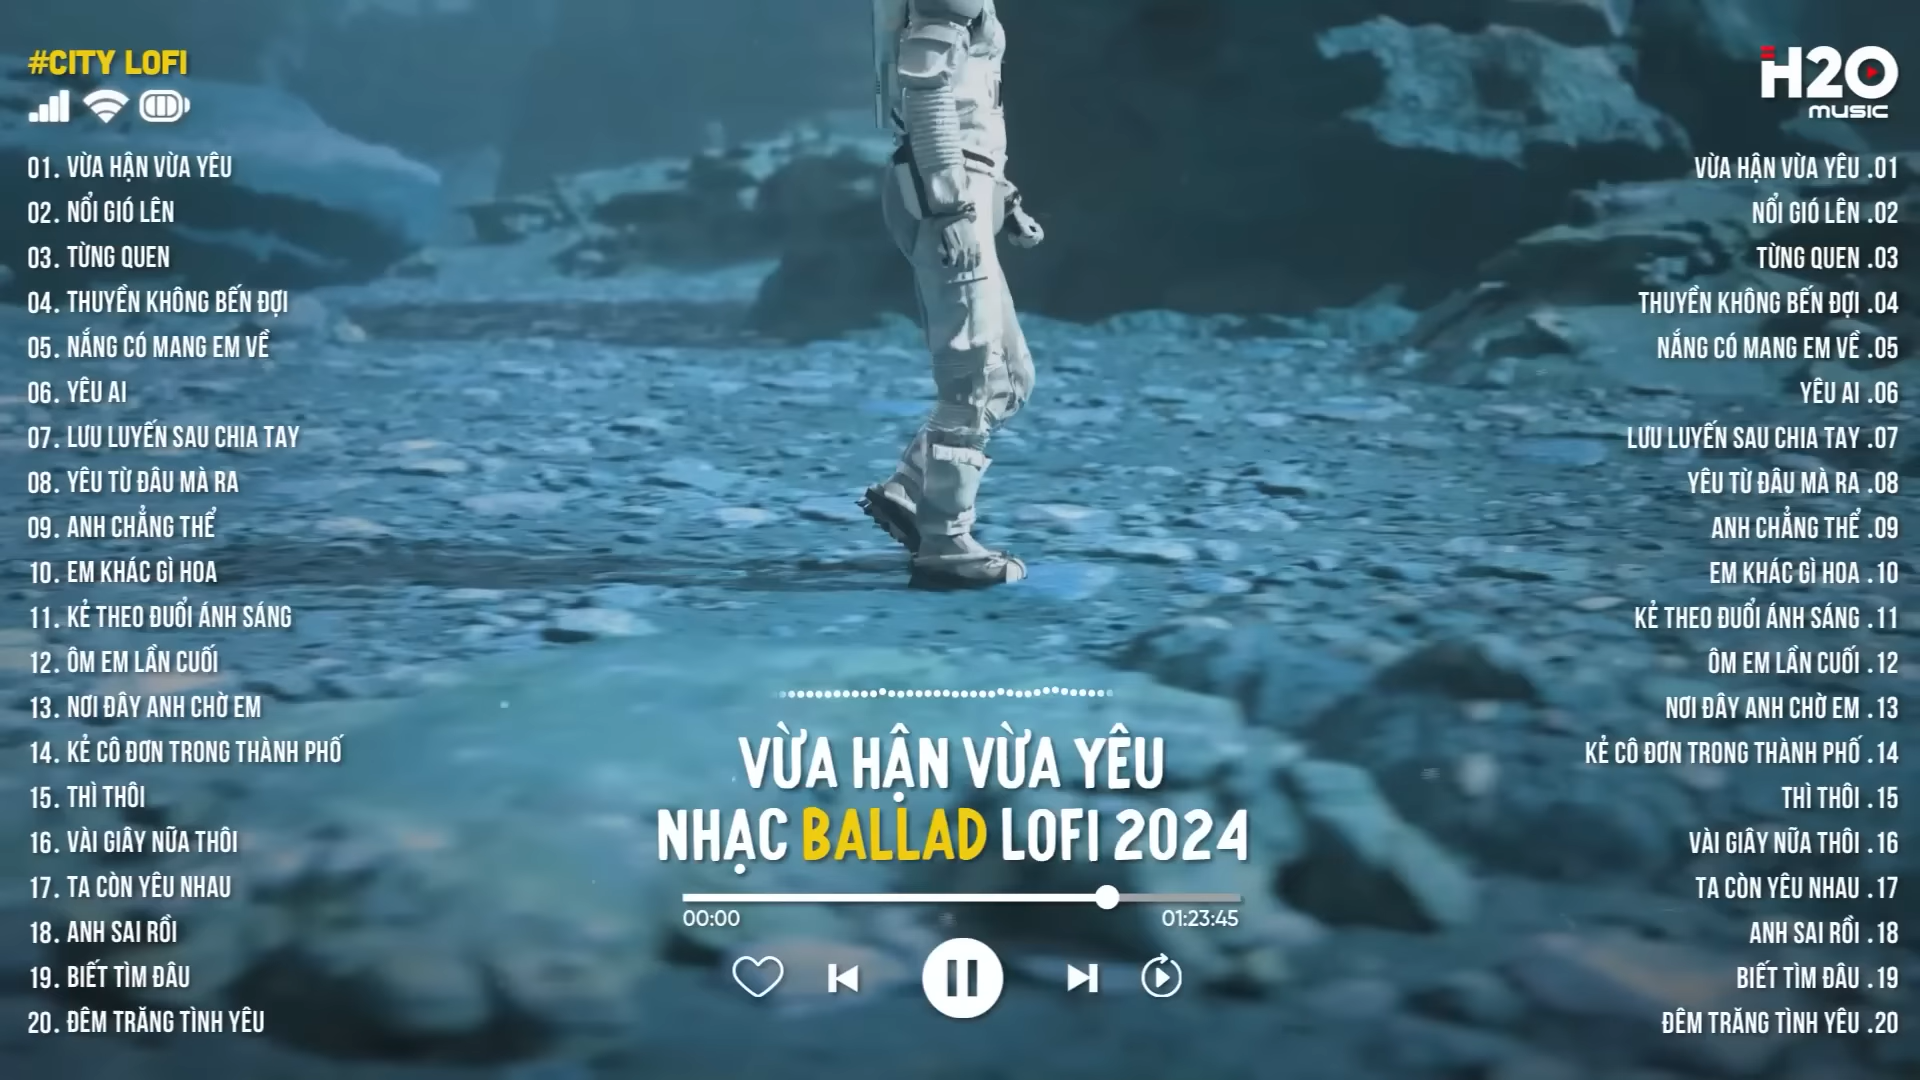 #CITY LOFI
01. VỪA HẬN VỪA YÊU
02. NỔI GIÓ LÊN
03. TỪNG QUEN
04. THUYỀN KHÔNG BẾN ĐỢI
05. NẮNG CÓ MANG EM VỀ
06. YÊU AI
07. LƯU LUYẾN SAU CHIA TAY
08. YÊU TỪ ĐÂU MÀ RA
09. ANH CHẲNG THỂ
10. EM KHÁC GÌ HOA
11. KẺ THEO ĐUỔI ÁNH SÁNG
12. ÔM EM LẦN CUỐI
13. NƠI ĐÂY ANH CHỜ EM
14. KẺ CÔ ĐƠN TRONG THÀNH PHỐ
15. THÌ THÔI
16. VÀI GIÂY NỮA THÔI
17. TA CÒN YÊU NHAU
18. ANH SAI RỒI
19. BIẾT TÌM ĐÂU
20. ĐÊM TRĂNG TÌNH YÊU
VỪA HẬN VỪA YÊU
NHẠC BALLAD LOFI 2024
00:00 01:23:45
H2O
MUSIC
VỪA HẬN VỪA YÊU .01
NỔI GIÓ LÊN .02
TỪNG QUEN .03
THUYỀN KHÔNG BẾN ĐỢI .04
NẮNG CÓ MANG EM VỀ .05
YÊU AI .06
LƯU LUYẾN SAU CHIA TAY .07
YÊU TỪ ĐÂU MÀ RA .08
ANH CHẲNG THỂ .09
EM KHÁC GÌ HOA .10
KẺ THEO ĐUỔI ÁNH SÁNG .11
ÔM EM LẦN CUỐI .12
NƠI ĐÂY ANH CHỜ EM .13
KẺ CÔ ĐƠN TRONG THÀNH PHỐ .14
THÌ THÔI .15
VÀI GIÂY NỮA THÔI .16
TA CÒN YÊU NHAU .17
ANH SAI RỒI .18
BIẾT TÌM ĐÂU .19
ĐÊM TRĂNG TÌNH YÊU .20